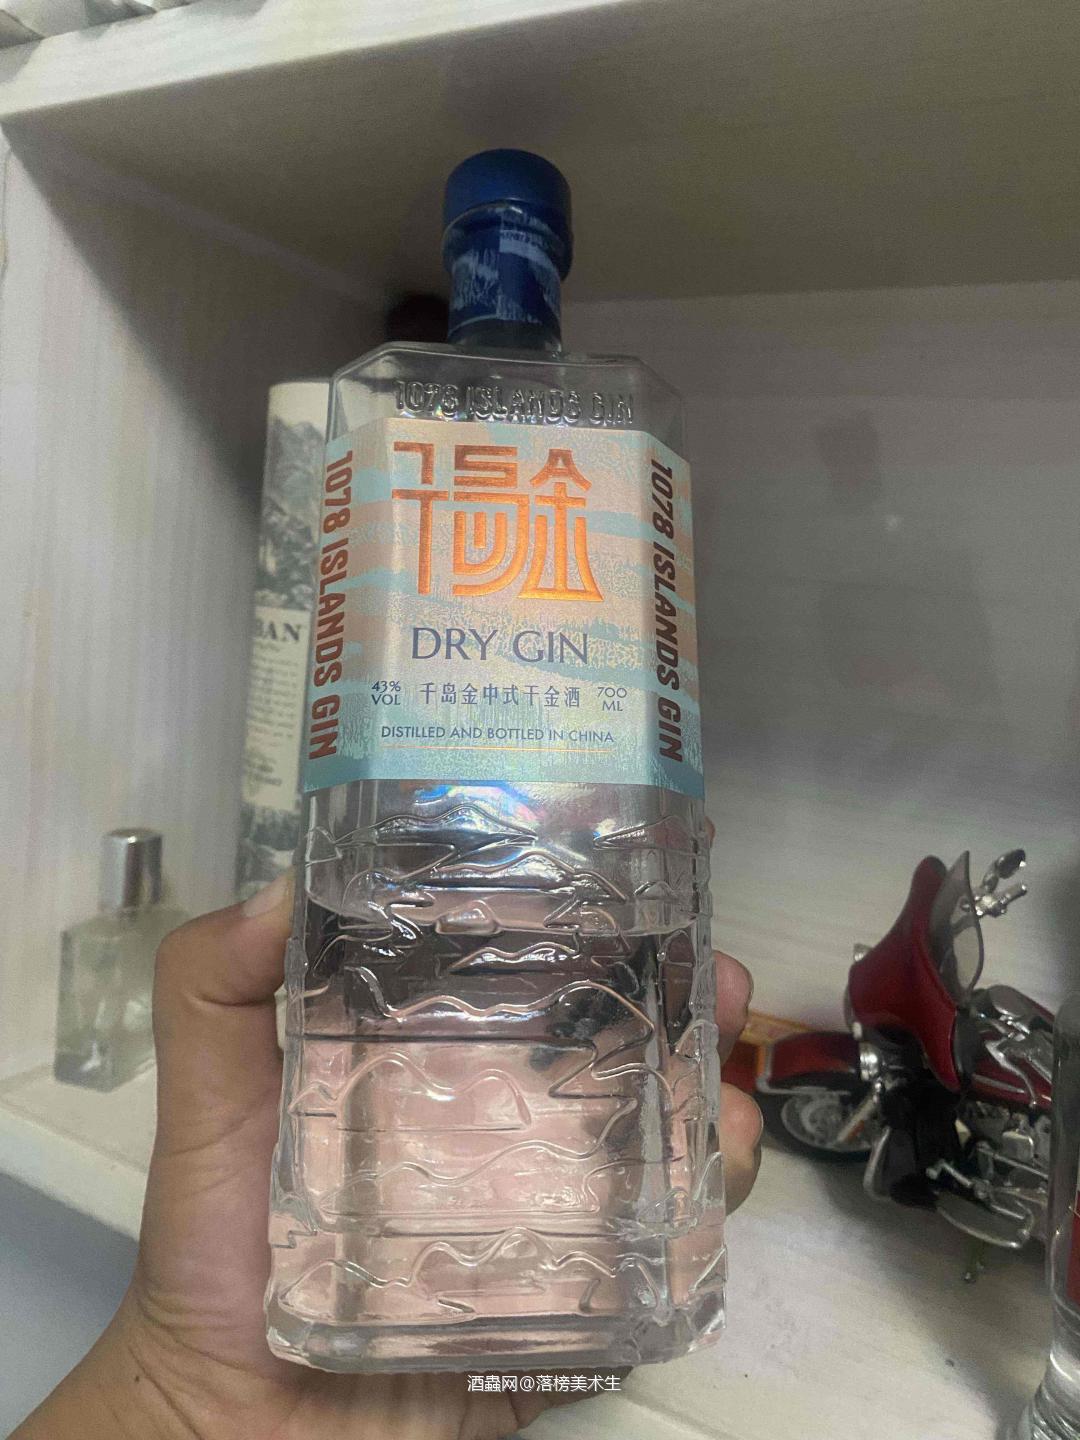 1078 ISLANDS GIN
千岛金
1078 ISLANDS GIN
1078 ISLANDS GIN
DRY GIN
43%
VOL
千岛金中式干金酒
700
ML
DISTILLED AND BOTTLED IN CHINA
BAN
酒蟲网@落榜美术生